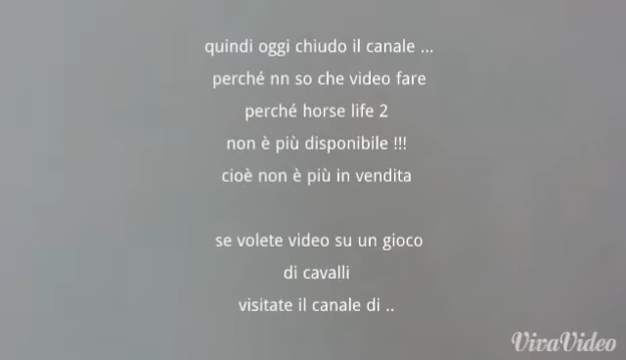 quindi oggi chiudo il canale ...
perché nn so che video fare
perché horse life 2
non è più disponibile !!!
cioè non è più in vendita
se volete video su un gioco
di cavalli
visitate il canale di ..
VivaVideo